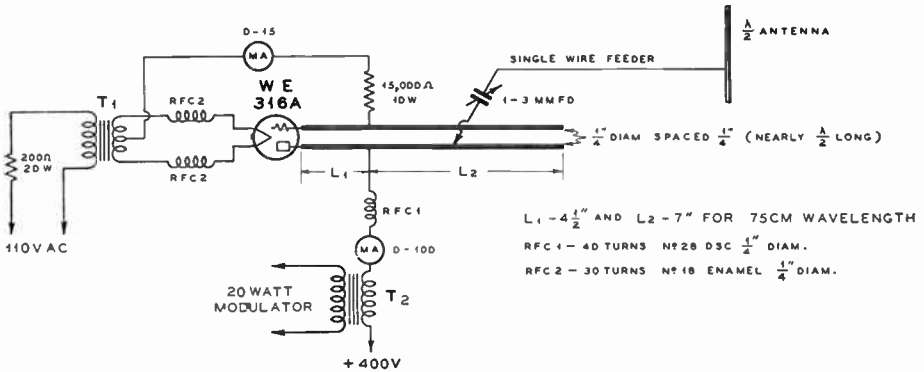 D-15
MA
W E
316A
15,000Ω
10W
SINGLE WIRE FEEDER
λ/2 ANTENNA
1-3 MMFD
T1
RFC2
RFC2
200Ω
20W
110V AC
1/4" DIAM SPACED 1/4" (NEARLY λ/2 LONG)
L1
L2
RFC1
MA
D-100
20 WATT
MODULATOR
T2
+400V
L1-4 1/2" AND L2-7" FOR 75CM WAVELENGTH
RFC1-40 TURNS Nº28 DSC 1/4" DIAM.
RFC2-30 TURNS Nº18 ENAMEL 1/4" DIAM.